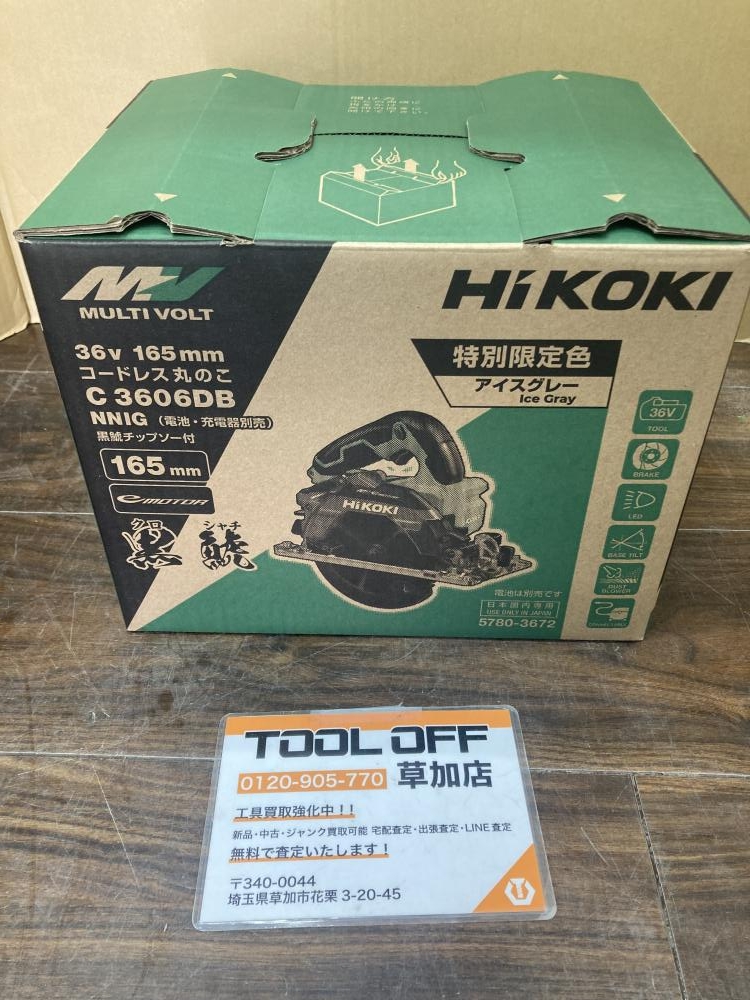 開け方
MV
MULTI VOLT
HiKOKI
36V 165mm
コードレス丸のこ
C 3606DB
NNIG (電池・充電器別売)
黒鯱チップソー付
165 mm
e MOTOR
クロ シャチ
黒 鯱
特別限定色
アイスグレー
Ice Gray
HiKOKI
36V
TOOL
BRAKE
LED
BASE TILT
DUST BLOWER
電池は別売です
日本国内専用
USE ONLY IN JAPAN
5780-3672
TOOL OFF
0120-905-770 草加店
工具買取強化中!!
新品・中古・ジャンク買取可能 宅配査定・出張査定・LINE査定
無料で査定いたします!
〒340-0044
埼玉県草加市花栗 3-20-45